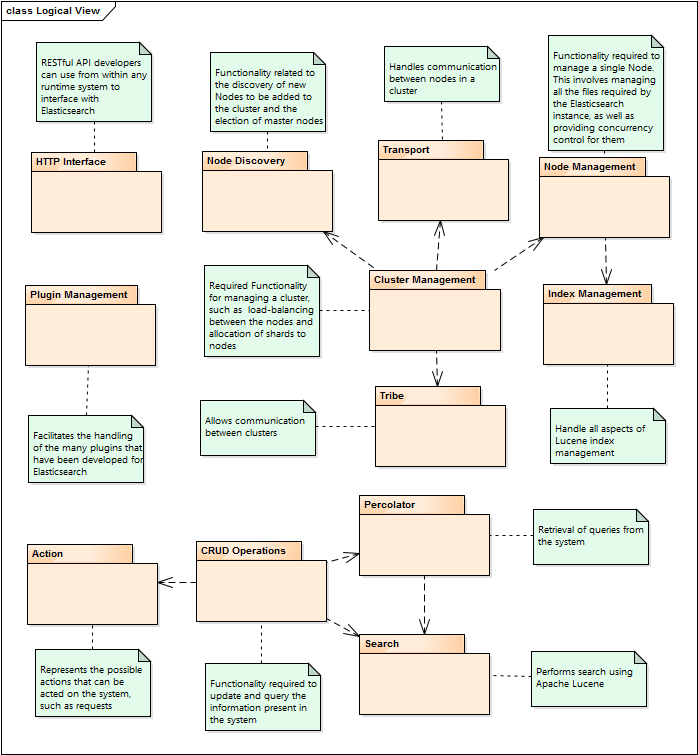 class Logical View
RESTful API developers
can use from within any
runtime system to
interface with
Elasticsearch
Functionality related to
the discovery of new
Nodes to be added to
the cluster and the
election of master nodes
Handles communication
between nodes in a
cluster
Functionality required to
manage a single Node.
This involves managing
all the files required by
the Elasticsearch
instance, as well as
providing concurrency
control for them
HTTP Interface
Node Discovery
Transport
Node Management
Plugin Management
Required Functionality
for managing a cluster,
such as  load-balancing
between the nodes and
allocation of shards to
nodes
Cluster Management
Index Management
Facilitates the handling
of the many plugins that
have been developed for
Elasticsearch
Allows communication
between clusters
Tribe
Handle all aspects of
Lucene index
management
Percolator
Retrieval of queries from
the system
Action
CRUD Operations
Search
Represents the possible
actions that can be
acted on the system,
such as requests
Functionality required to
update and query the
information present in
the system
Performs search using
Apache Lucene